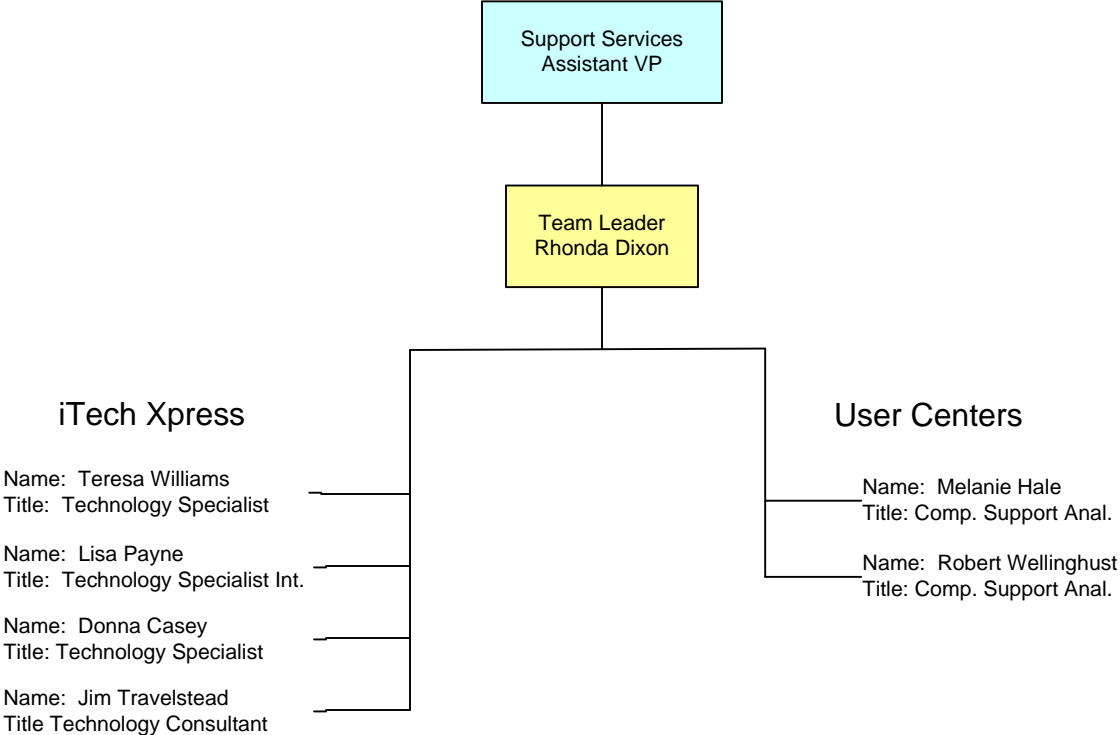 Support Services
Assistant VP
Team Leader
Rhonda Dixon
iTech Xpress
Name: Teresa Williams
Title: Technology Specialist
Name: Lisa Payne
Title: Technology Specialist Int.
Name: Donna Casey
Title: Technology Specialist
Name: Jim Travelstead
Title Technology Consultant
User Centers
Name: Melanie Hale
Title: Comp. Support Anal.
Name: Robert Wellinghust
Title: Comp. Support Anal.